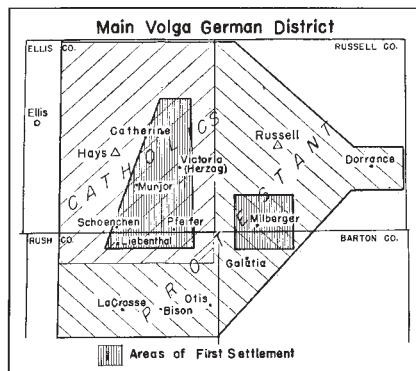 Main Volga German District
ELLIS CO.
RUSSELL CO.
Ellis
Catherine
Hays
Russell
CATHOLICS
Victoria
(Herzog)
Dorrance
Munjor
PROTESTANT
Schoenchen
Pfeifer
Milberger
RUSH CO.
BARTON CO.
Liebenthal
Galatia
LaCrosse
Otis
Bison
Areas of First Settlement